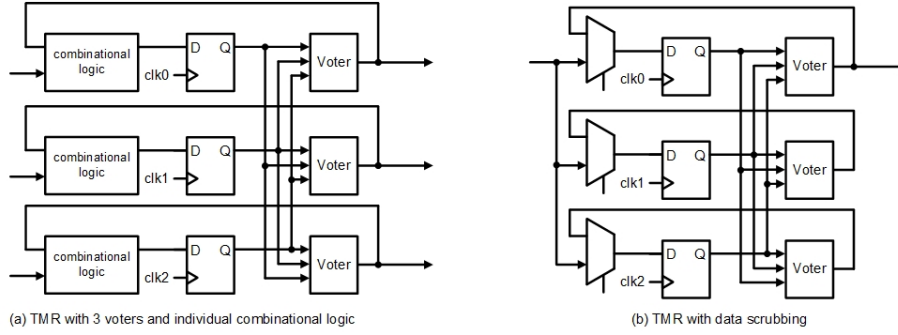 combinational
logic
D Q
clk0
Voter
combinational
logic
D Q
clk1
Voter
combinational
logic
D Q
clk2
Voter
(a) TMR with 3 voters and individual combinational logic
D Q
clk0
Voter
D Q
clk1
Voter
D Q
clk2
Voter
(b) TMR with data scrubbing